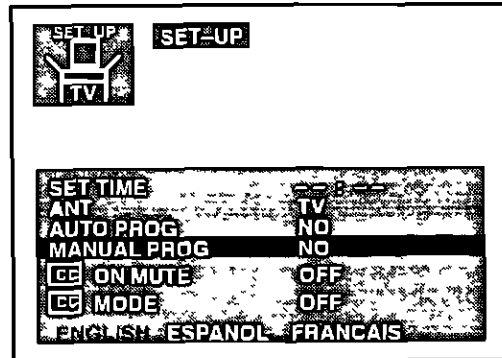 SET UP
SET-UP
TV
SET TIME -- : --
ANT TV
AUTO PROG NO
MANUAL PROG NO
CC ON MUTE OFF
CC MODE OFF
ENGLISH ESPANOL FRANCAIS